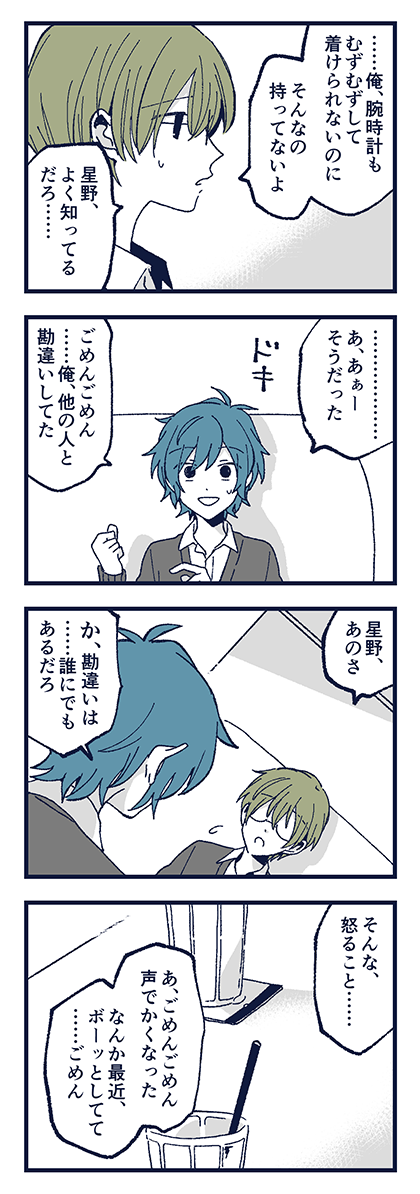 ……俺、腕時計も
むずむずして
着けられないのに
そんなの
持ってないよ
星野、
よく知ってる
だろ……
…………
あ、あぁー
そうだった
ドキ
ごめんごめん
……俺、他の人と
勘違いしてた
星野、
あのさ
か、勘違いは
……誰にでも
あるだろ
そんな、
怒ること……
あ、ごめんごめん
声でかくなった
なんか最近、
ボーッとしてて
……ごめん